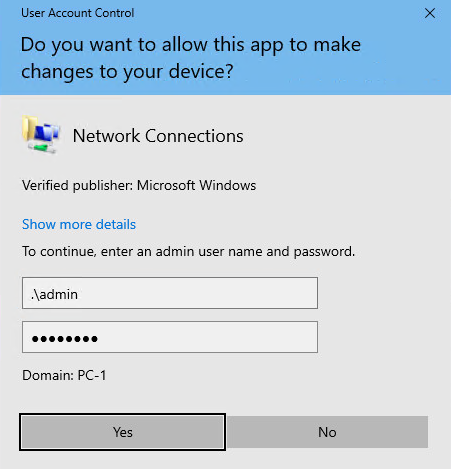 User Account Control
Do you want to allow this app to make
changes to your device?
Network Connections
Verified publisher: Microsoft Windows
Show more details
To continue, enter an admin user name and password.
.\admin
●●●●●●●●
Domain: PC-1
Yes
No